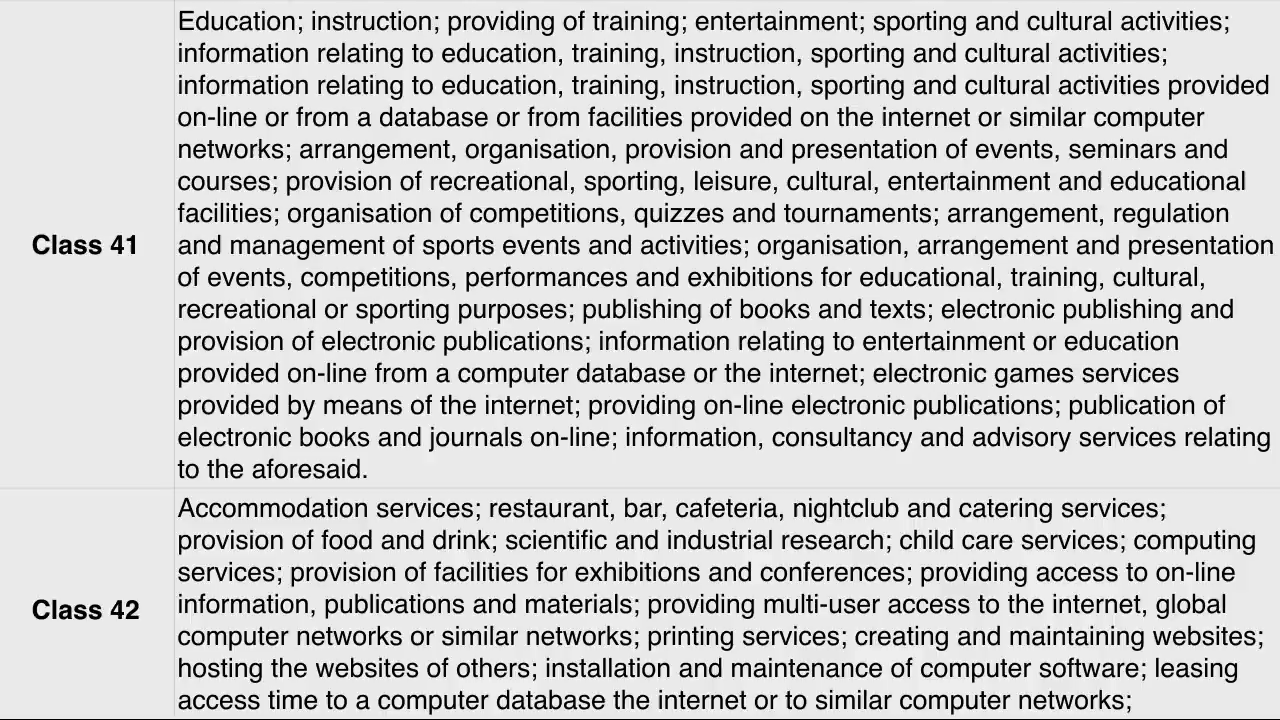 Class 41
Education; instruction; providing of training; entertainment; sporting and cultural activities;
information relating to education, training, instruction, sporting and cultural activities;
information relating to education, training, instruction, sporting and cultural activities provided
on-line or from a database or from facilities provided on the internet or similar computer
networks; arrangement, organisation, provision and presentation of events, seminars and
courses; provision of recreational, sporting, leisure, cultural, entertainment and educational
facilities; organisation of competitions, quizzes and tournaments; arrangement, regulation
and management of sports events and activities; organisation, arrangement and presentation
of events, competitions, performances and exhibitions for educational, training, cultural,
recreational or sporting purposes; publishing of books and texts; electronic publishing and
provision of electronic publications; information relating to entertainment or education
provided on-line from a computer database or the internet; electronic games services
provided by means of the internet; providing on-line electronic publications; publication of
electronic books and journals on-line; information, consultancy and advisory services relating
to the aforesaid.
Class 42
Accommodation services; restaurant, bar, cafeteria, nightclub and catering services;
provision of food and drink; scientific and industrial research; child care services; computing
services; provision of facilities for exhibitions and conferences; providing access to on-line
information, publications and materials; providing multi-user access to the internet, global
computer networks or similar networks; printing services; creating and maintaining websites;
hosting the websites of others; installation and maintenance of computer software; leasing
access time to a computer database the internet or to similar computer networks;